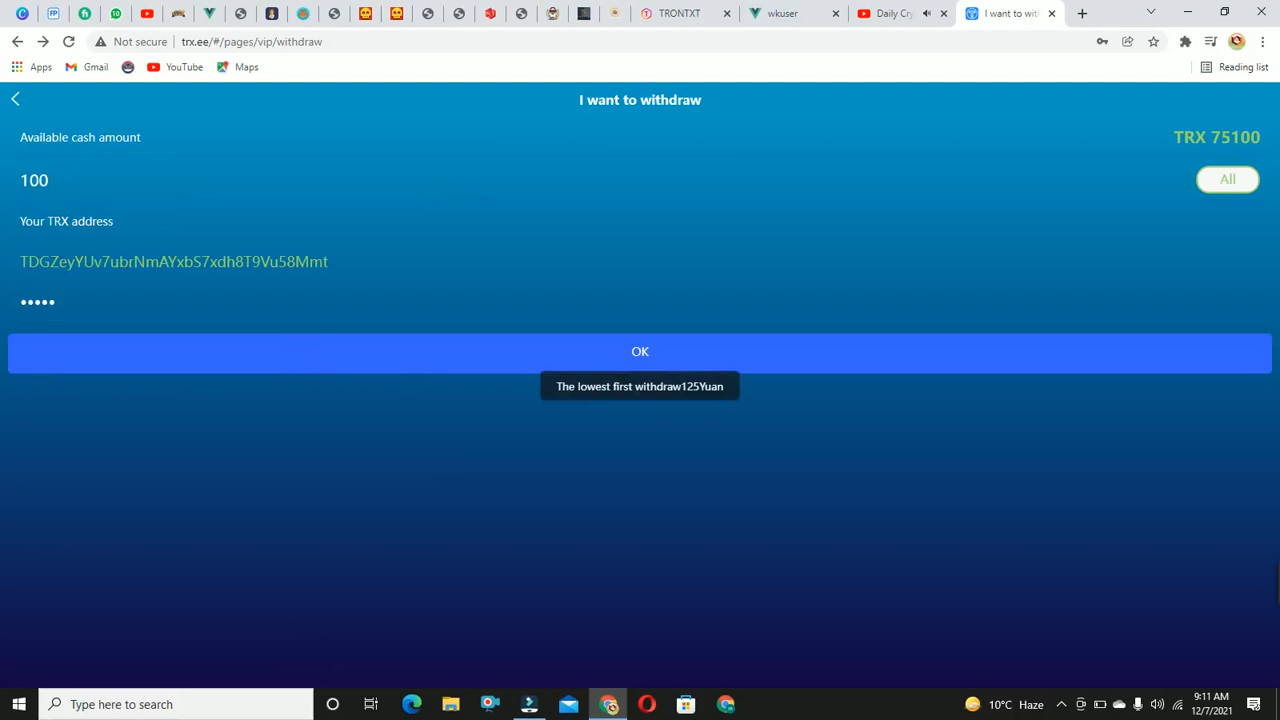 10
TRONTXT
wkuser
Daily Cry
I want to with
Not secure
trx.ee/#/pages/vip/withdraw
Apps
Gmail
YouTube
Maps
Reading list
I want to withdraw
Available cash amount
TRX 75100
100
All
Your TRX address
TDGZeyYUv7ubrNmAYxbS7xdh8T9Vu58Mmt
OK
The lowest first withdraw125Yuan
Type here to search
10°C Haze
9:11 AM
12/7/2021